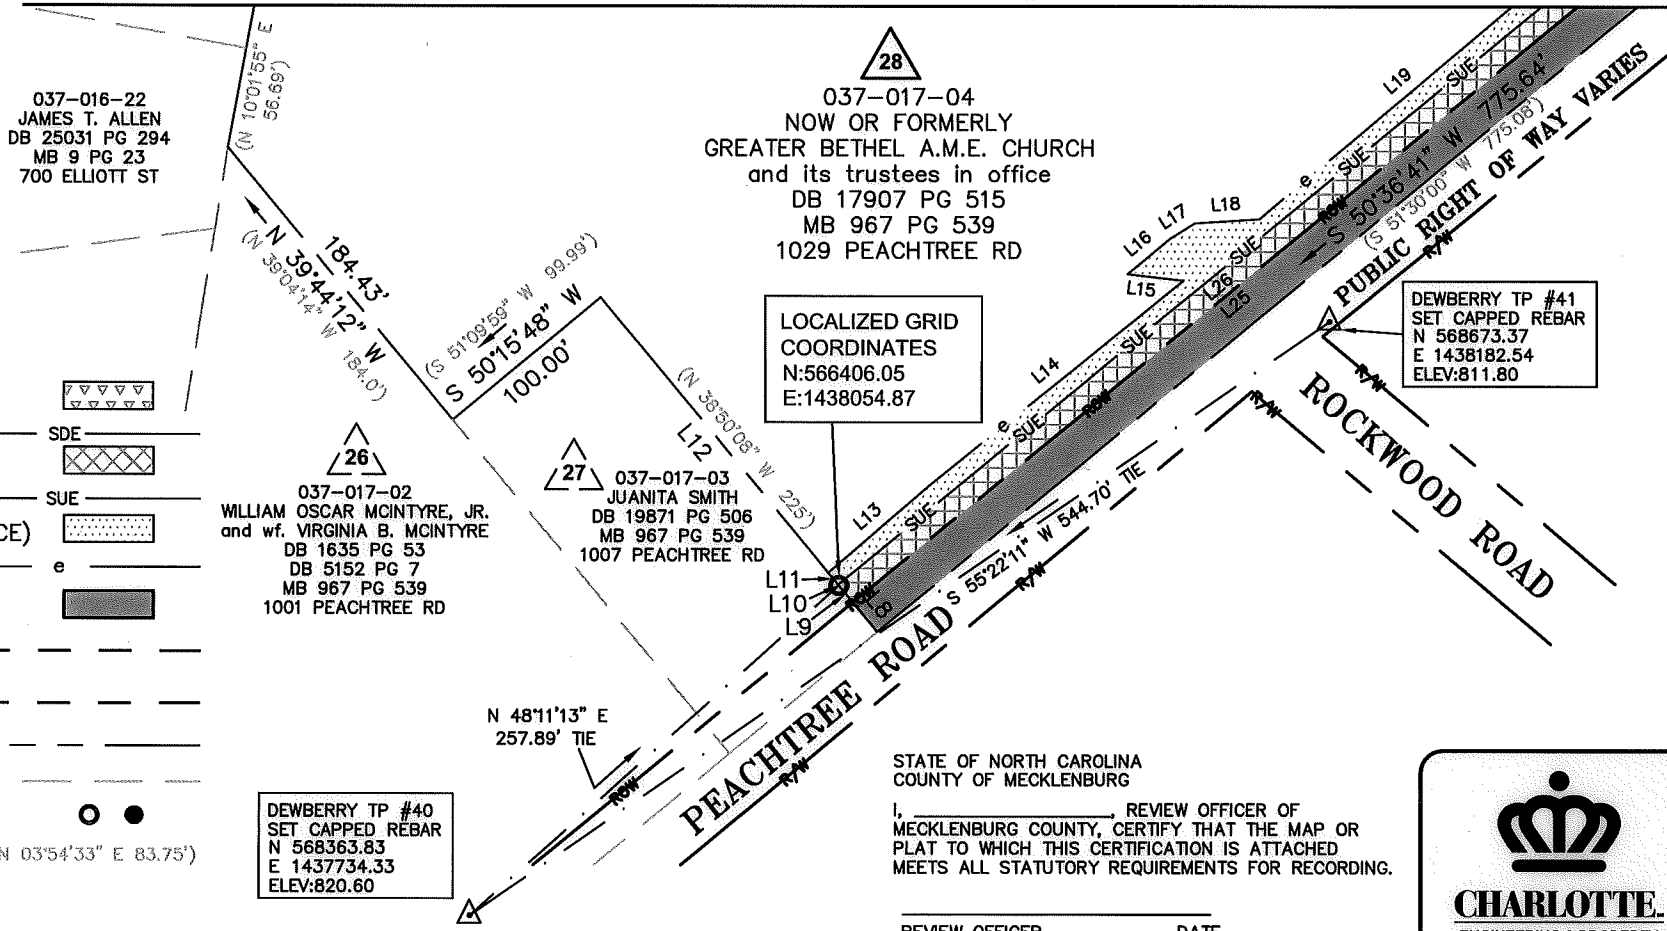 (N 10°01'55" E
56.69')
037-016-22
JAMES T. ALLEN
DB 25031 PG 294
MB 9 PG 23
700 ELLIOTT ST
28
037-017-04
NOW OR FORMERLY
GREATER BETHEL A.M.E. CHURCH
and its trustees in office
DB 17907 PG 515
MB 967 PG 539
1029 PEACHTREE RD
L19
SUE
S 50°36'41" W 775.64'
(S 51°30'00" W 775.08')
PUBLIC RIGHT OF WAY VARIES
R/W
SUE
e
ROW
L18
L17
L16
L15
SUE
L26
L25
184.43'
N 39°44'12" W
(N 39°04'14" W 184.0')
(S 51°09'59" W 99.99')
S 50°15'48" W
100.00'
LOCALIZED GRID
COORDINATES
N:566406.05
E:1438054.87
SUE
L14
DEWBERRY TP #41
SET CAPPED REBAR
N 568673.37
E 1438182.54
ELEV:811.80
(N 38°50'08" W 225')
L12
ROW
R/W
R/W
ROCKWOOD ROAD
e
SUE
SDE
SUE
CE)
e
26
037-017-02
WILLIAM OSCAR MCINTYRE, JR.
and wf. VIRGINIA B. MCINTYRE
DB 1635 PG 53
DB 5152 PG 7
MB 967 PG 539
1001 PEACHTREE RD
27
037-017-03
JUANITA SMITH
DB 19871 PG 506
MB 967 PG 539
1007 PEACHTREE RD
L13
SUE
S 55°22'11" W 544.70' TIE
R/W
L11
L10
L9
ROW
L8
PEACHTREE ROAD
R/W
N 48°11'13" E
257.89' TIE
ROW
N 03°54'33" E 83.75')
DEWBERRY TP #40
SET CAPPED REBAR
N 568363.83
E 1437734.33
ELEV:820.60
STATE OF NORTH CAROLINA
COUNTY OF MECKLENBURG
I, ____________________, REVIEW OFFICER OF
MECKLENBURG COUNTY, CERTIFY THAT THE MAP OR
PLAT TO WHICH THIS CERTIFICATION IS ATTACHED
MEETS ALL STATUTORY REQUIREMENTS FOR RECORDING.
REVIEW OFFICER DATE
CHARLOTTE